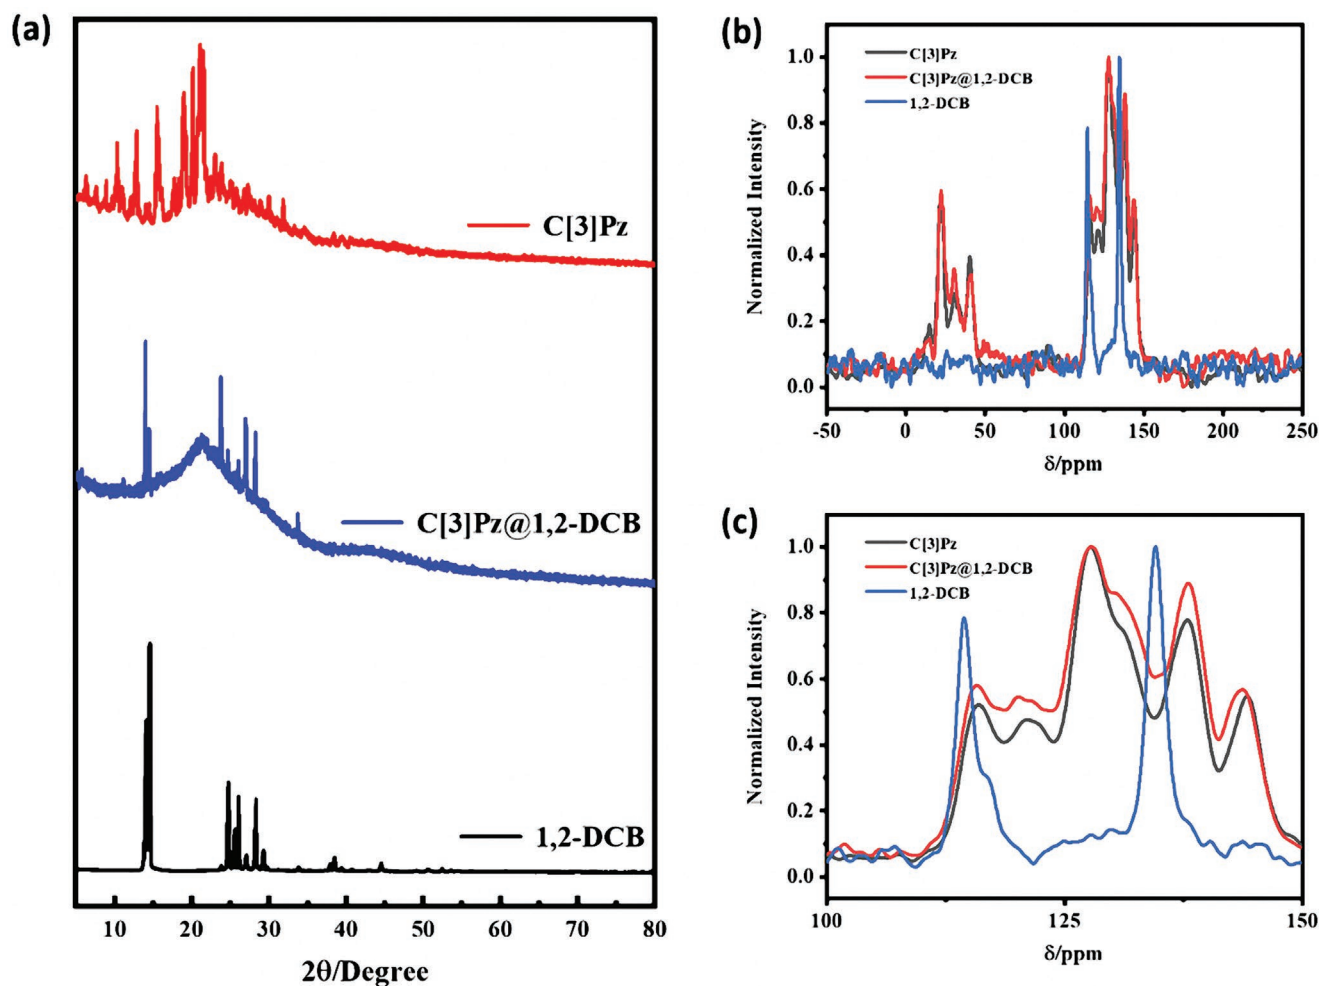 (a)
C[3]Pz
C[3]Pz@1,2-DCB
1,2-DCB
10 20 30 40 50 60 70 80
2θ/Degree
(b)
1.0
0.8
0.6
0.4
0.2
0.0
Normalized Intensity
C[3]Pz
C[3]Pz@1,2-DCB
1,2-DCB
-50 0 50 100 150 200 250
δ/ppm
(c)
1.0
0.8
0.6
0.4
0.2
0.0
Normalized Intensity
C[3]Pz
C[3]Pz@1,2-DCB
1,2-DCB
100 125 150
δ/ppm